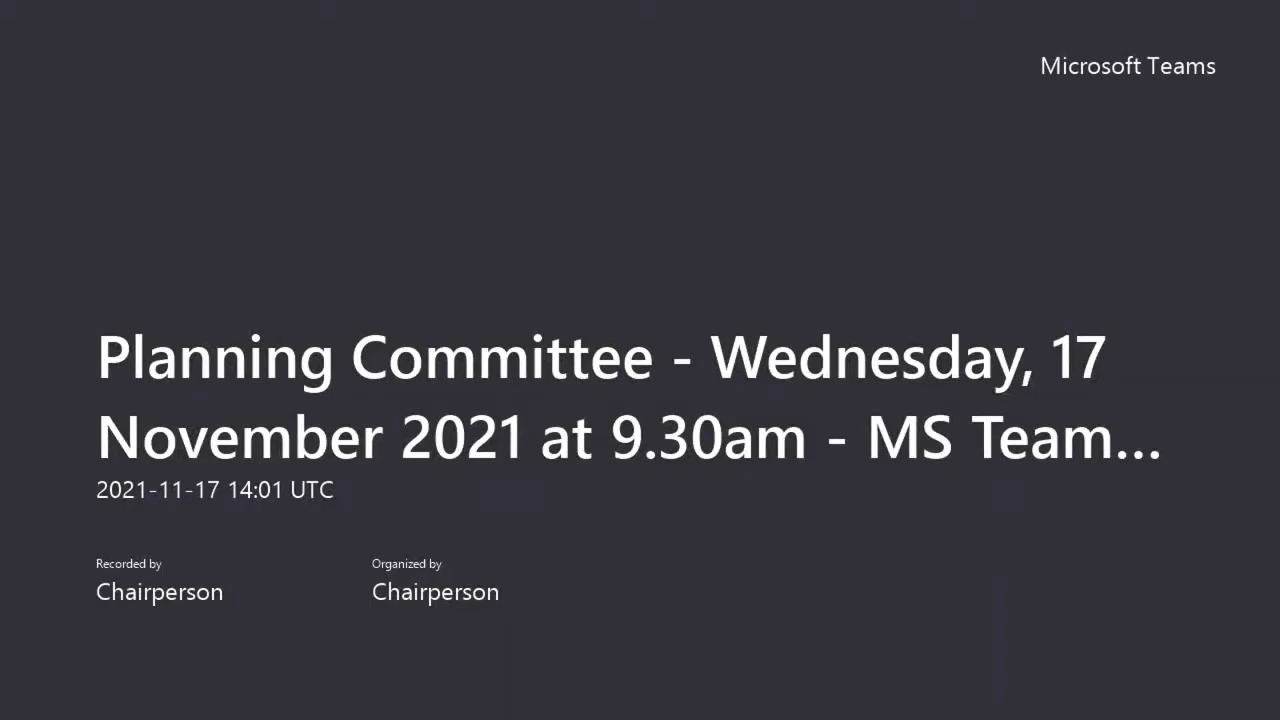 Microsoft Teams
Planning Committee - Wednesday, 17
November 2021 at 9.30am - MS Team...
2021-11-17 14:01 UTC
Recorded by
Organized by
Chairperson
Chairperson